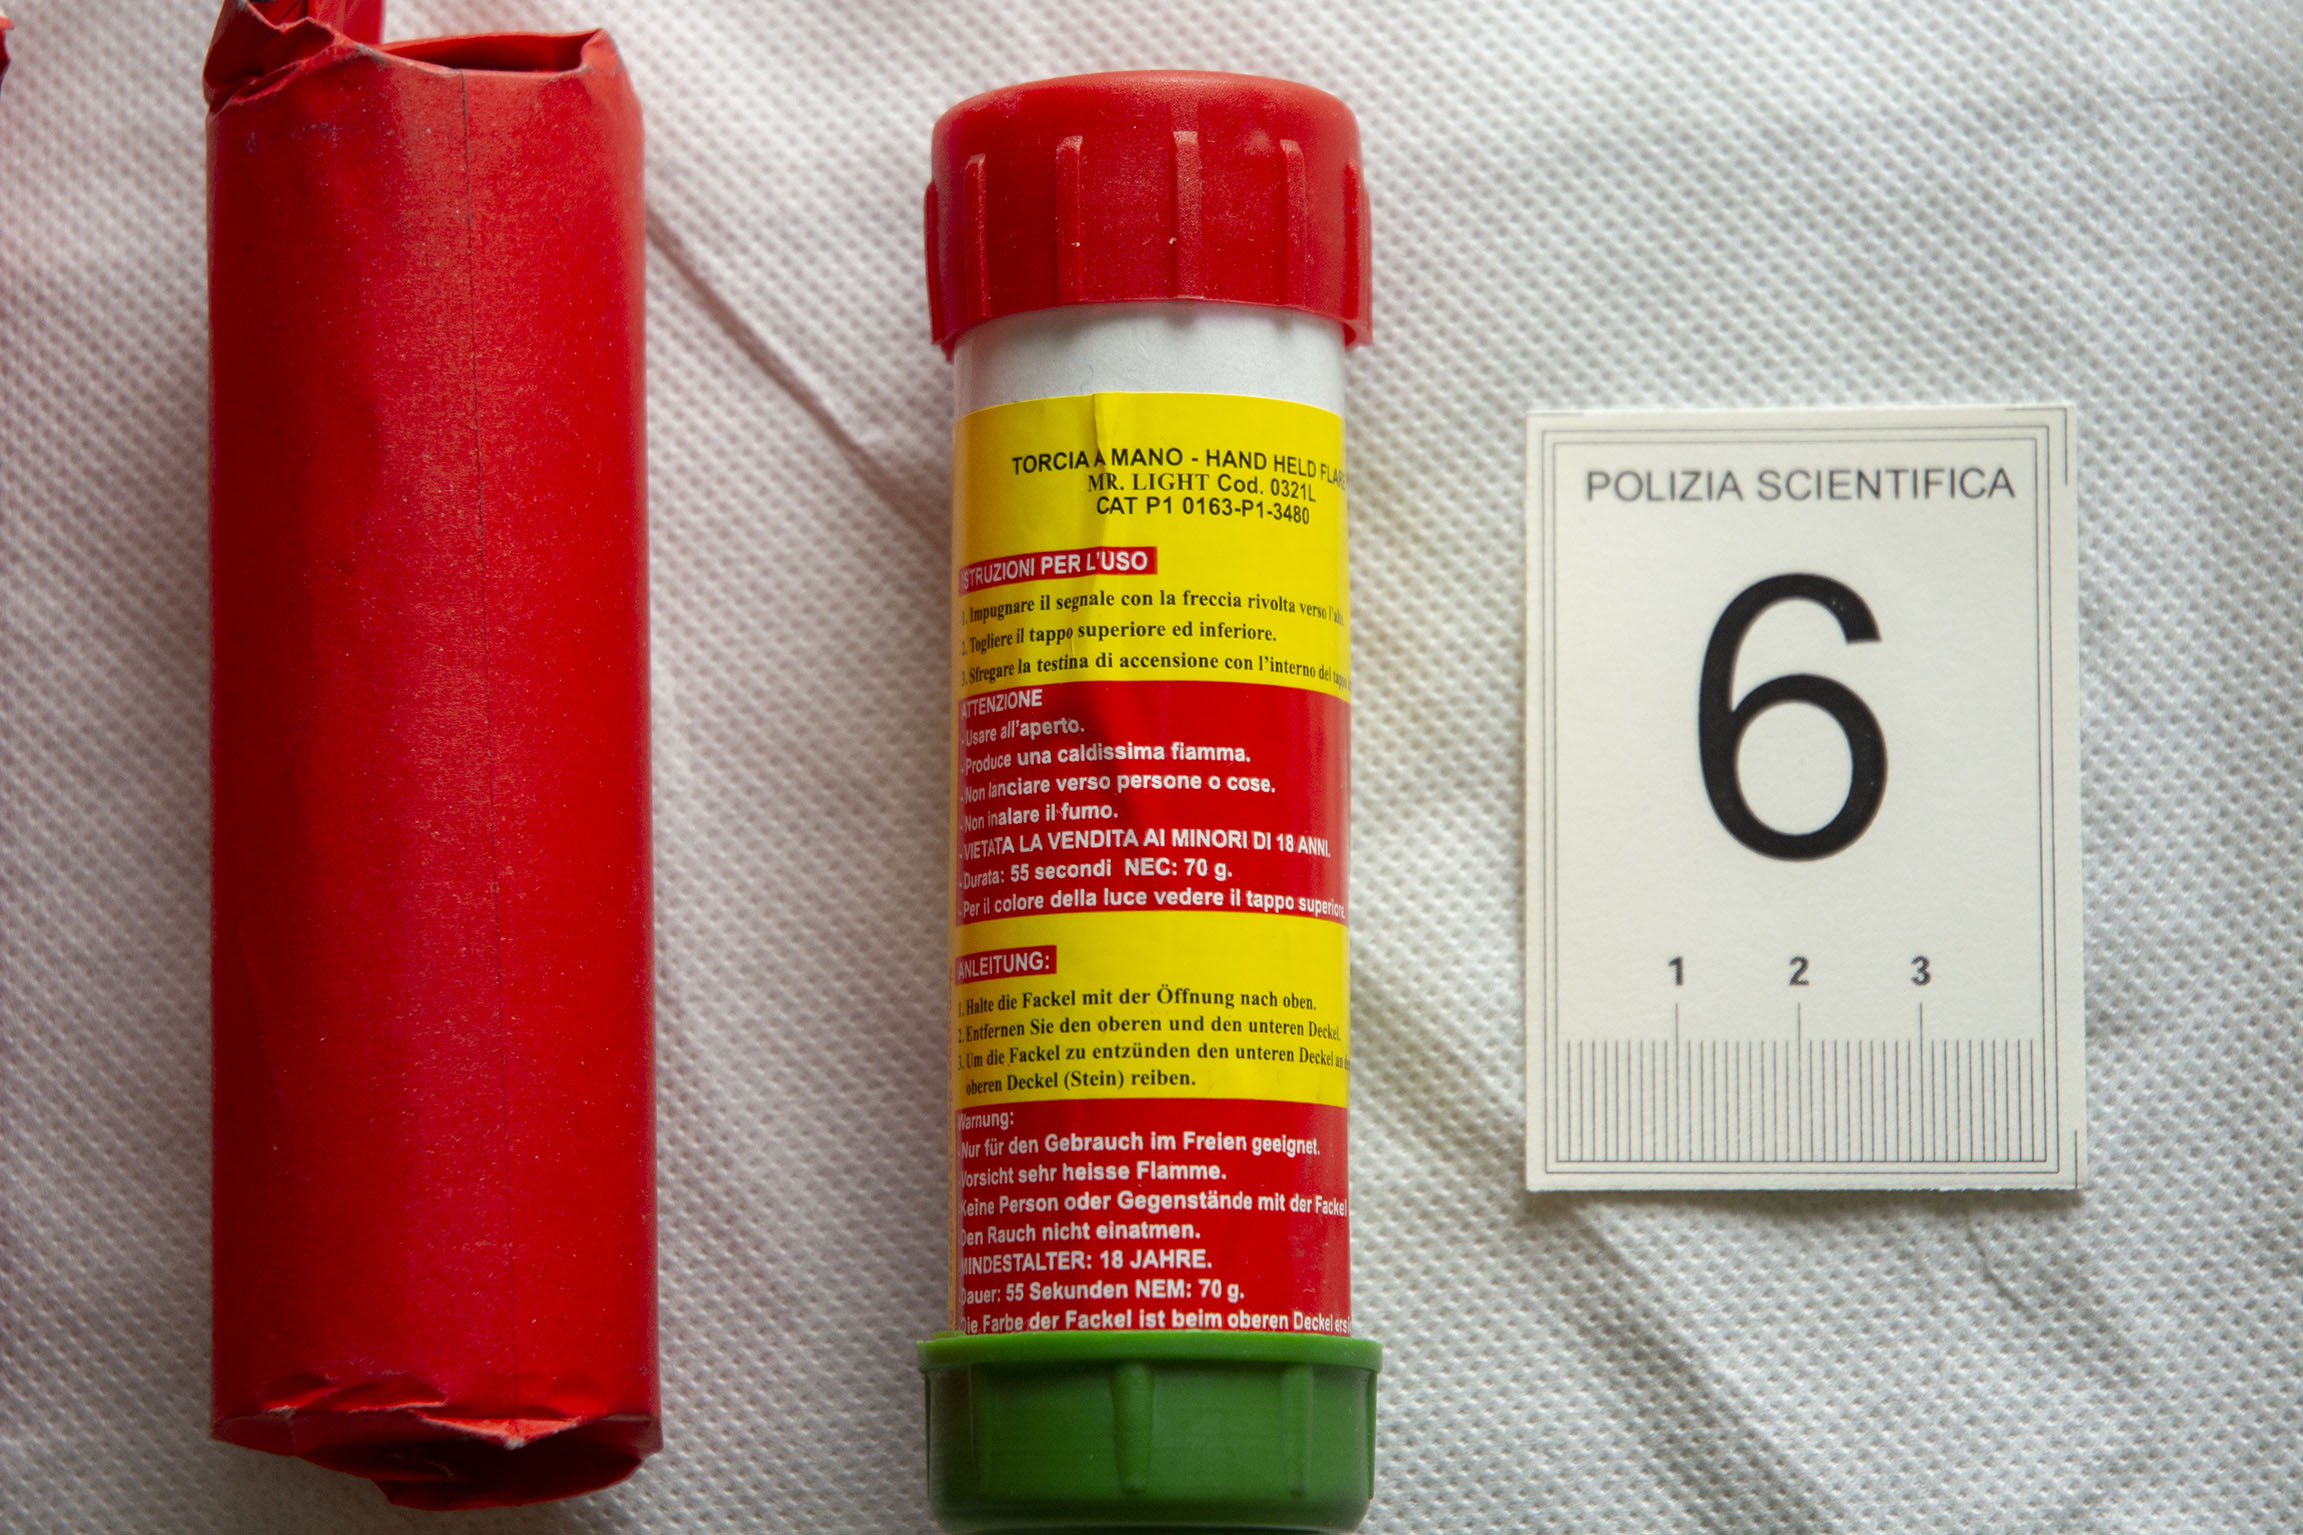 TORCIA A MANO - HAND HELD FLARE
MR. LIGHT Cod. 0321L
CAT P1 0163-P1-3480
ISTRUZIONI PER L'USO
1. Impugnare il segnale con la freccia rivolta verso l'alto
2. Togliere il tappo superiore ed inferiore.
3. Sfregare la testina di accensione con l'interno del tappo
ATTENZIONE
- Usare all'aperto.
- Produce una caldissima fiamma.
- Non lanciare verso persone o cose.
- Non inalare il fumo.
- VIETATA LA VENDITA AI MINORI DI 18 ANNI.
- Durata: 55 secondi NEC: 70 g.
- Per il colore della luce vedere il tappo superiore.
ANLEITUNG:
1. Halte die Fackel mit der Öffnung nach oben.
2. Entfernen Sie den oberen und den unteren Deckel.
3. Um die Fackel zu entzünden den unteren Deckel an
oberen Deckel (Stein) reiben.
Warnung:
-Nur für den Gebrauch im Freien geeignet.
Vorsicht sehr heisse Flamme.
Keine Person oder Gegenstände mit der Fackel
Den Rauch nicht einatmen.
MINDESTALTER: 18 JAHRE.
Dauer: 55 Sekunden NEM: 70 g.
Die Farbe der Fackel ist beim oberen Deckel
POLIZIA SCIENTIFICA
6
1 2 3